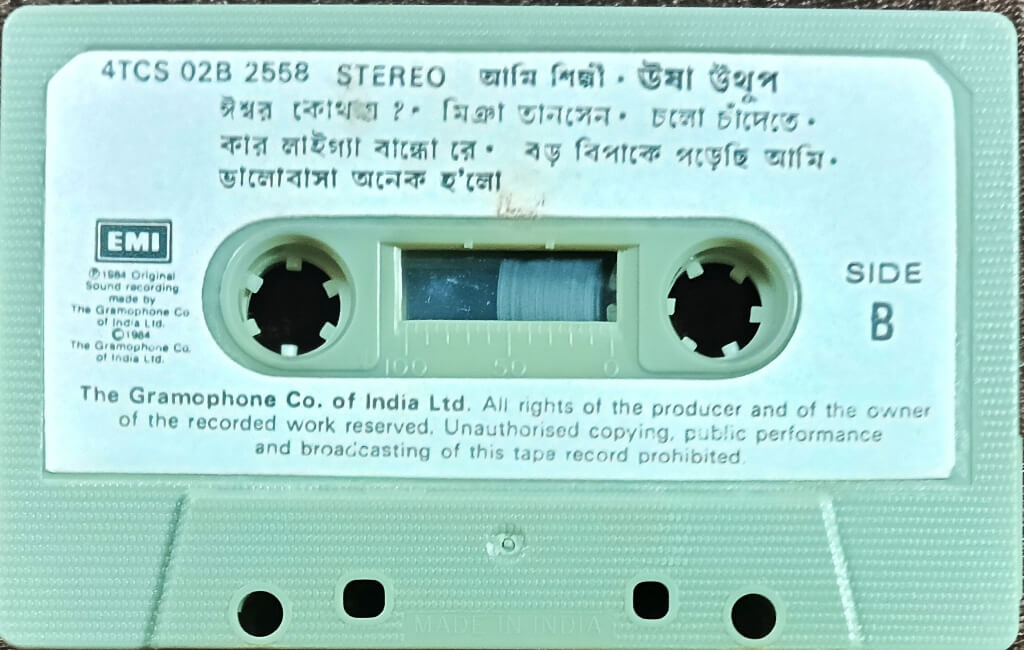 4TCS 02B 2558 STEREO আমি শিল্পী · ঊষা উঁথুপ
ঈশ্বর কোথায় ? · মিঞা তানসেন · চলো চাঁদেতে ·
কার লাইগ্যা বান্ধো রে · বড় বিপাকে পড়েছি আমি ·
ভালোবাসা অনেক হ'লো
EMI
℗1984 Original
Sound recording
made by
The Gramophone Co.
of India Ltd.
©1984
The Gramophone Co.
of India Ltd.
SIDE
B
100 50 0
The Gramophone Co. of India Ltd. All rights of the producer and of the owner
of the recorded work reserved. Unauthorised copying, public performance
and broadcasting of this tape record prohibited.
MADE IN INDIA